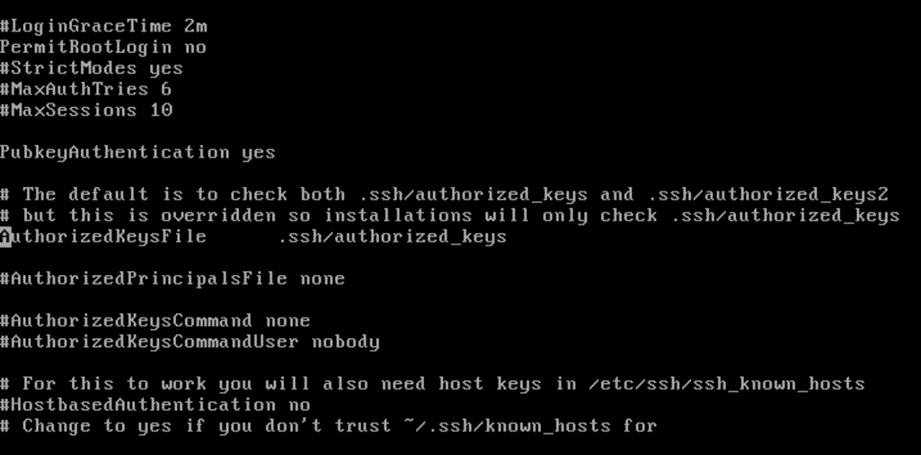 #LoginGraceTime 2m
PermitRootLogin no
#StrictModes yes
#MaxAuthTries 6
#MaxSessions 10
PubkeyAuthentication yes
# The default is to check both .ssh/authorized_keys and .ssh/authorized_keys2
# but this is overridden so installations will only check .ssh/authorized_keys
AuthorizedKeysFile      .ssh/authorized_keys
#AuthorizedPrincipalsFile none
#AuthorizedKeysCommand none
#AuthorizedKeysCommandUser nobody
# For this to work you will also need host keys in /etc/ssh/ssh_known_hosts
#HostbasedAuthentication no
# Change to yes if you don't trust ~/.ssh/known_hosts for